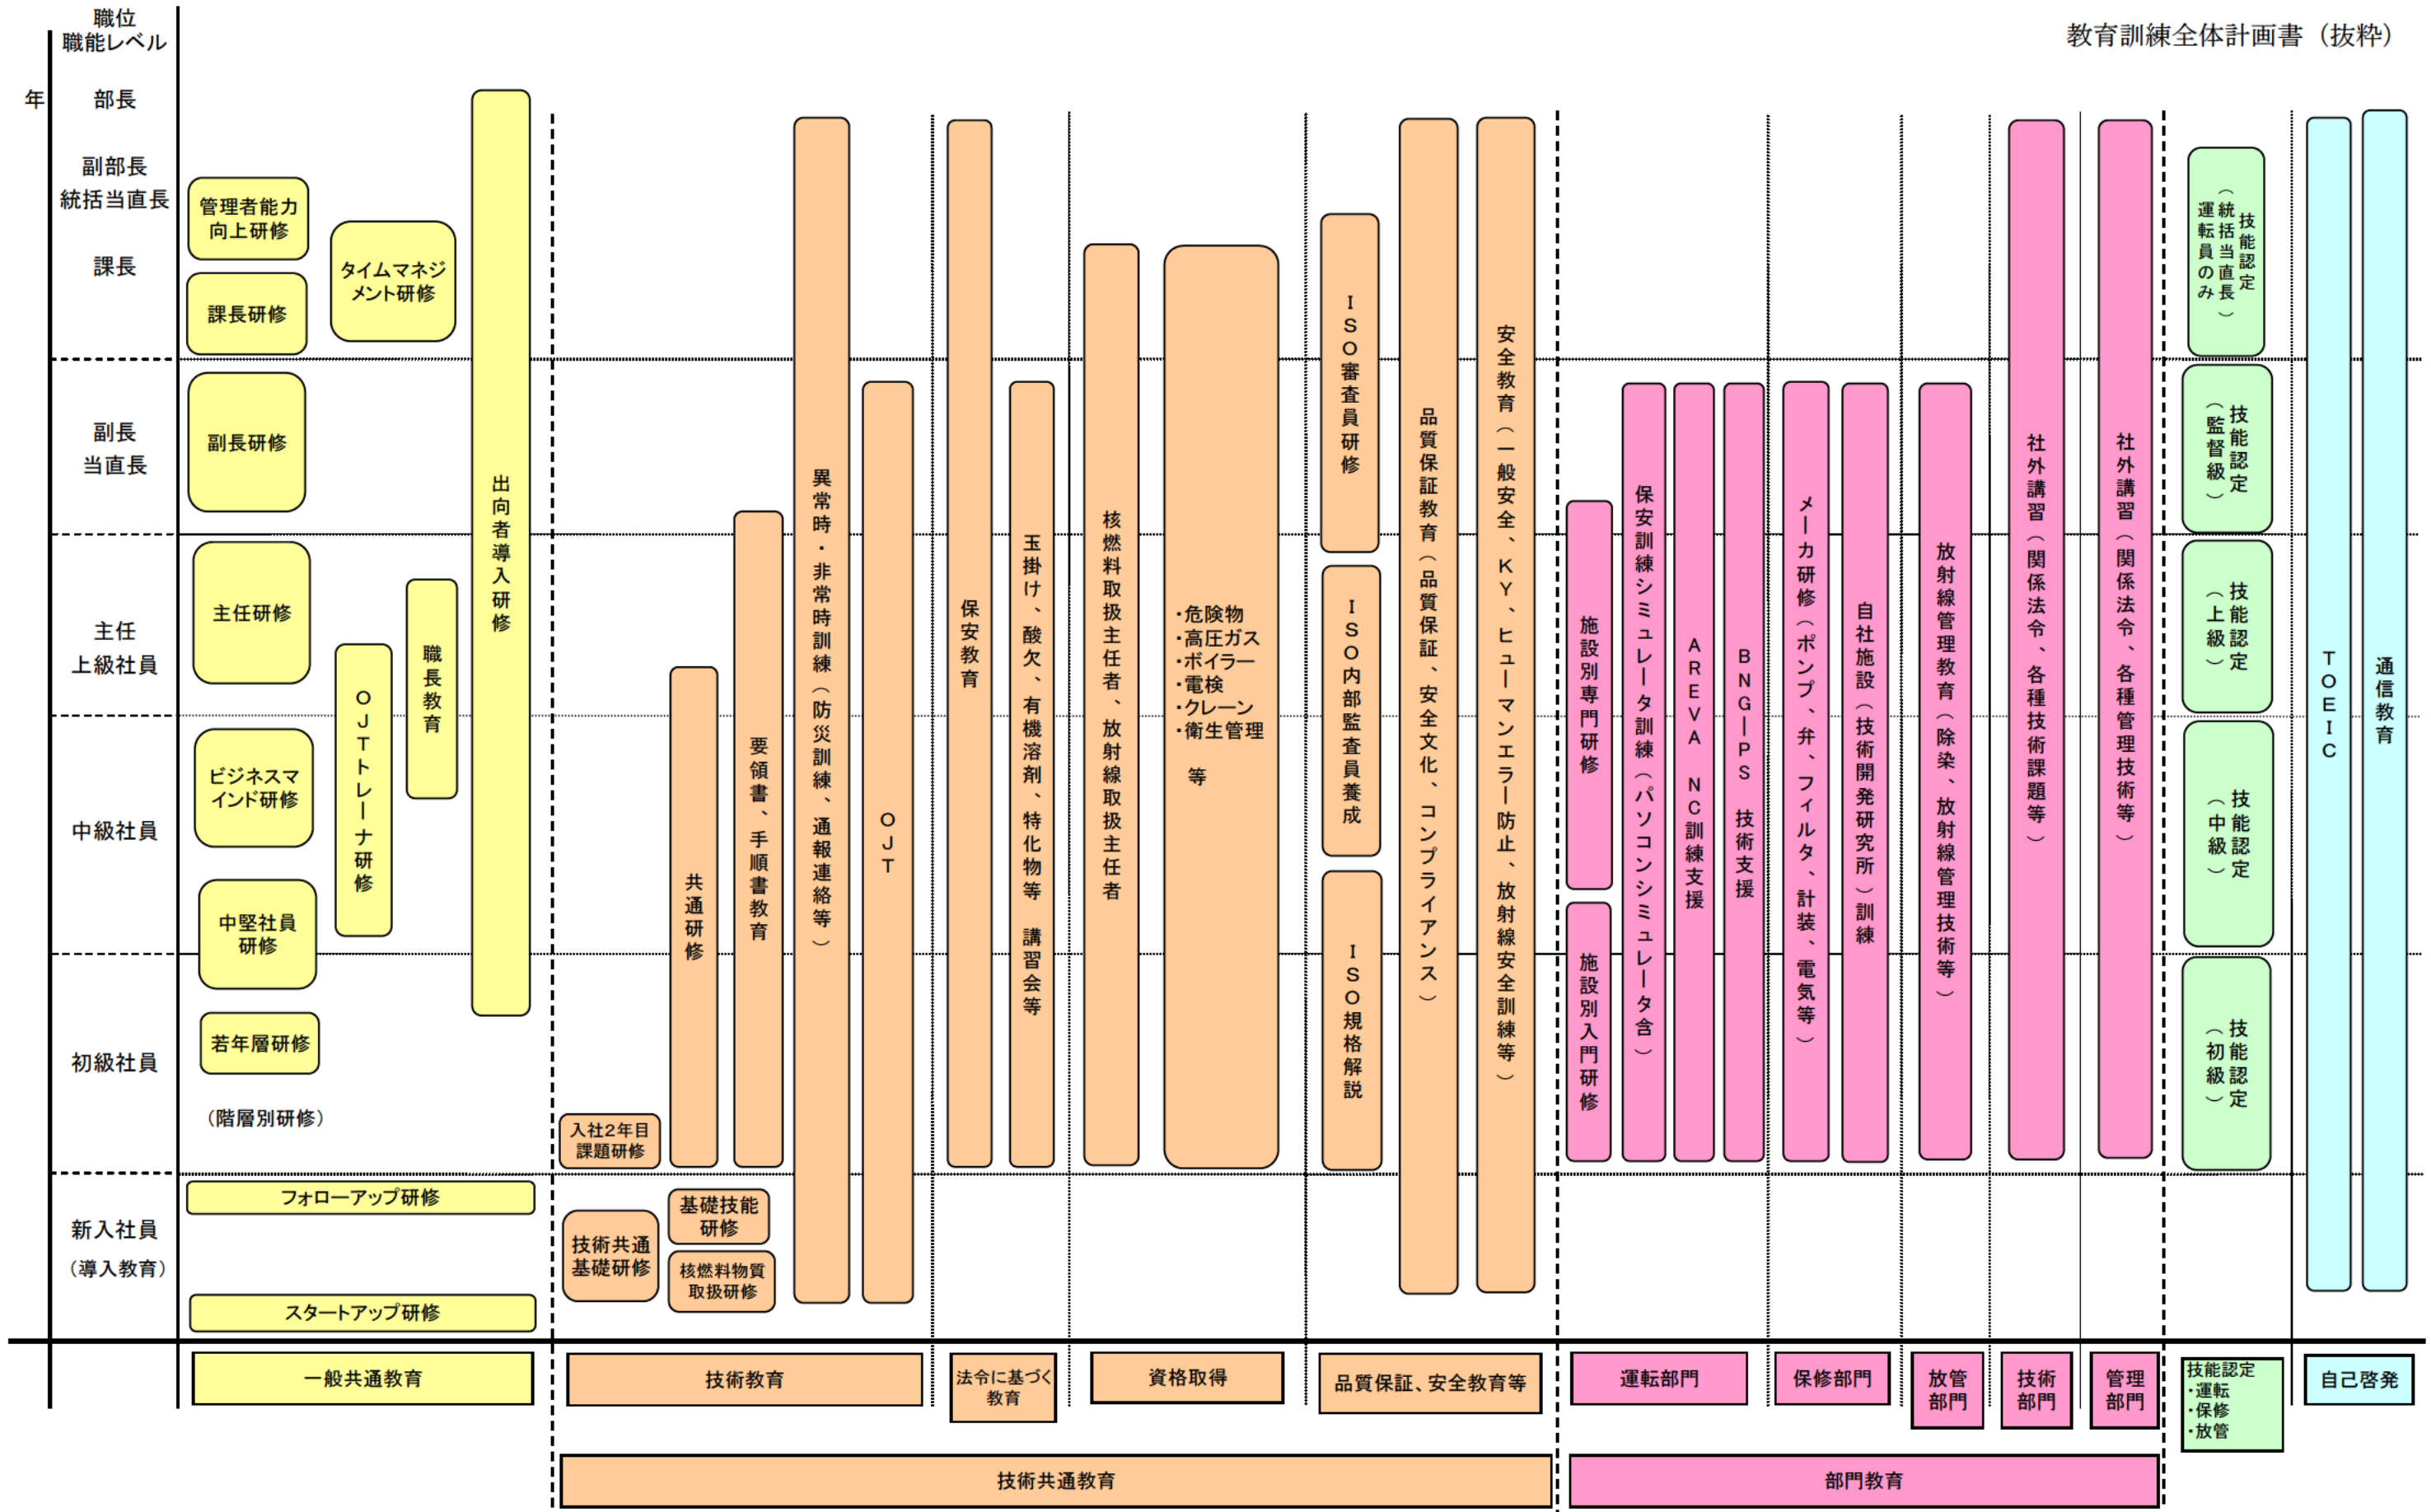 教育訓練全体計画書（抜粋）
職位
職能レベル
年
部長
副部長
統括当直長
課長
副長
当直長
主任
上級社員
中級社員
初級社員
新入社員
（導入教育）
管理者能力
向上研修
課長研修
タイムマネジ
メント研修
副長研修
主任研修
ビジネスマ
インド研修
中堅社員
研修
若年層研修
（階層別研修）
フォローアップ研修
スタートアップ研修
OJTトレーナ研修
職長教育
出向者導入研修
入社2年目
課題研修
技術共通
基礎研修
基礎技能
研修
核燃料物質
取扱研修
共通研修
要領書、手順書教育
異常時・非常時訓練（防災訓練、通報連絡等）
OJT
保安教育
玉掛け、酸欠、有機溶剤、特化物等　講習会等
核燃料取扱主任者、放射線取扱主任者
・危険物
・高圧ガス
・ボイラー
・電検
・クレーン
・衛生管理
等
ISO審査員研修
ISO内部監査員養成
ISO規格解説
品質保証教育（品質保証、安全文化、コンプライアンス）
安全教育（一般安全、KY、ヒューマンエラー防止、放射線安全訓練等）
施設別専門研修
施設別入門研修
保安訓練シミュレータ訓練（パソコンシミュレータ含）
AREVA　NC訓練支援
BNG－PS　技術支援
メーカ研修（ポンプ、弁、フィルタ、計装、電気等）
自社施設（技術開発研究所）訓練
放射線管理教育（除染、放射線管理技術等）
社外講習（関係法令、各種技術課題等）
社外講習（関係法令、各種管理技術等）
技能認定
（統括当直長）
運転員のみ
技能認定
（監督級）
技能認定
（上級）
技能認定
（中級）
技能認定
（初級）
TOEIC
通信教育
一般共通教育
技術教育
法令に基づく
教育
資格取得
品質保証、安全教育等
運転部門
保修部門
放管
部門
技術
部門
管理
部門
技能認定
・運転
・保修
・放管
自己啓発
技術共通教育
部門教育